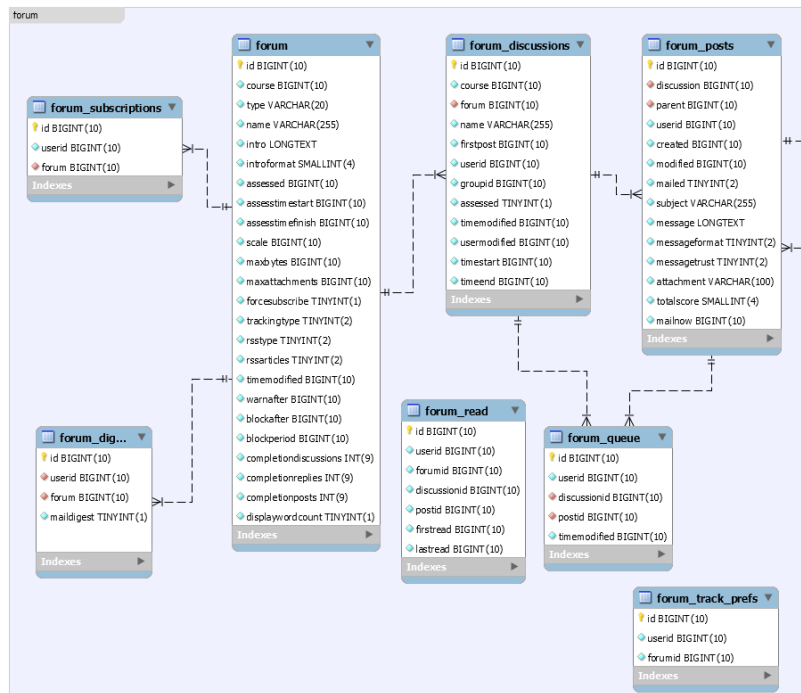 forum
forum
id BIGINT(10)
course BIGINT(10)
type VARCHAR(20)
name VARCHAR(255)
intro LONGTEXT
introformat SMALLINT(4)
assessed BIGINT(10)
assesstimestart BIGINT(10)
assesstimefinish BIGINT(10)
scale BIGINT(10)
maxbytes BIGINT(10)
maxattachments BIGINT(10)
forcesubscribe TINYINT(1)
trackingtype TINYINT(2)
rsstype TINYINT(2)
rssarticles TINYINT(2)
timemodified BIGINT(10)
warnafter BIGINT(10)
blockafter BIGINT(10)
blockperiod BIGINT(10)
completiondiscussions INT(9)
completionreplies INT(9)
completionposts INT(9)
displaywordcount TINYINT(1)
Indexes
forum_discussions
id BIGINT(10)
course BIGINT(10)
forum BIGINT(10)
name VARCHAR(255)
firstpost BIGINT(10)
userid BIGINT(10)
groupid BIGINT(10)
assessed TINYINT(1)
timemodified BIGINT(10)
usermodified BIGINT(10)
timestart BIGINT(10)
timeend BIGINT(10)
Indexes
forum_posts
id BIGINT(10)
discussion BIGINT(10)
parent BIGINT(10)
userid BIGINT(10)
created BIGINT(10)
modified BIGINT(10)
mailed TINYINT(2)
subject VARCHAR(255)
message LONGTEXT
messageformat TINYINT(2)
messagetrust TINYINT(2)
attachment VARCHAR(100)
totalscore SMALLINT(4)
mailnow BIGINT(10)
Indexes
forum_subscriptions
id BIGINT(10)
userid BIGINT(10)
forum BIGINT(10)
Indexes
forum_dig...
id BIGINT(10)
userid BIGINT(10)
forum BIGINT(10)
maildigest TINYINT(1)
Indexes
forum_read
id BIGINT(10)
userid BIGINT(10)
forumid BIGINT(10)
discussionid BIGINT(10)
postid BIGINT(10)
firstread BIGINT(10)
lastread BIGINT(10)
Indexes
forum_queue
id BIGINT(10)
userid BIGINT(10)
discussionid BIGINT(10)
postid BIGINT(10)
timemodified BIGINT(10)
Indexes
forum_track_prefs
id BIGINT(10)
userid BIGINT(10)
forumid BIGINT(10)
Indexes